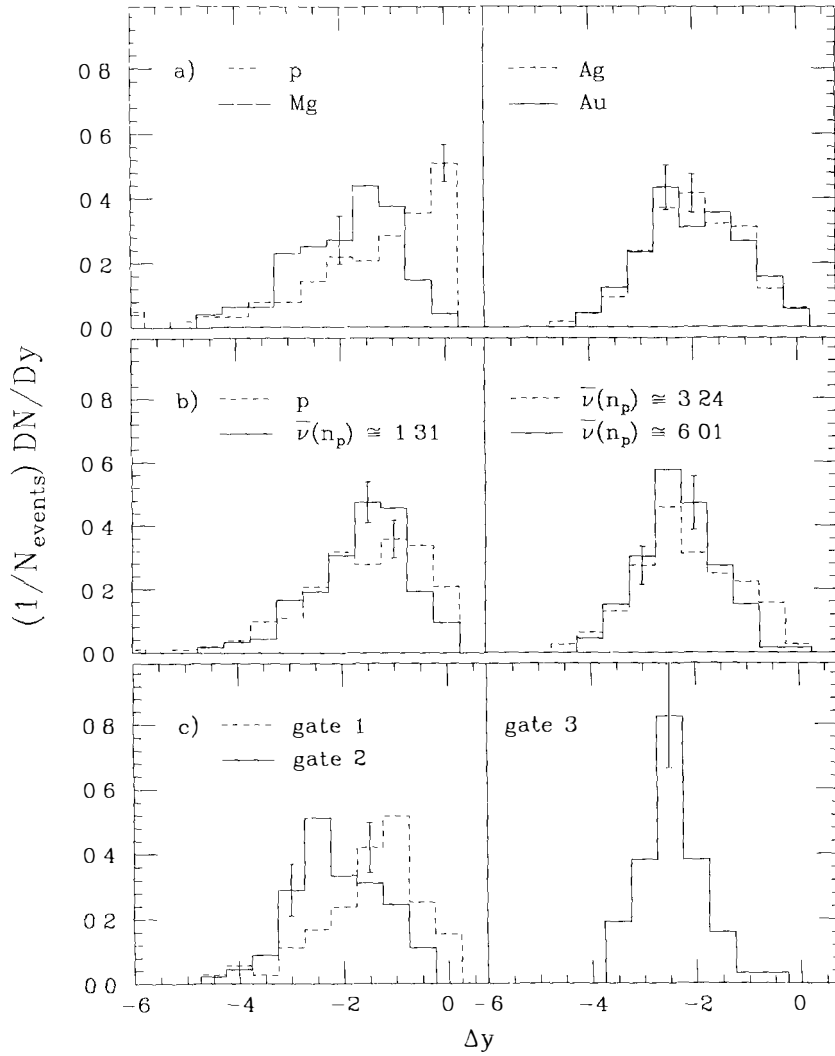 (1/N_events) DN/Dy
a)
p
Mg
Ag
Au
0 8
0 6
0 4
0 2
0 0
b)
p
ν̅(n_p) ≅ 1 31
ν̅(n_p) ≅ 3 24
ν̅(n_p) ≅ 6 01
0 8
0 6
0 4
0 2
0 0
c)
gate 1
gate 2
gate 3
0 8
0 6
0 4
0 2
0 0
-6 -4 -2 0 -6 -4 -2 0
Δy